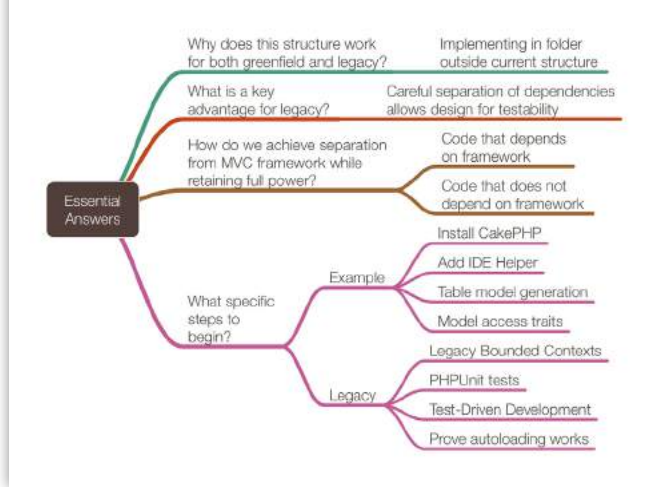 Why does this structure work
for both greenfield and legacy?
Implementing in folder
outside current structure
What is a key
advantage for legacy?
Careful separation of dependencies
allows design for testability
How do we achieve separation
from MVC framework while
retaining full power?
Code that depends
on framework
Code that does not
depend on framework
Essential
Answers
What specific
steps to
begin?
Example
Install CakePHP
Add IDE Helper
Table model generation
Model access traits
Legacy
Legacy Bounded Contexts
PHPUnit tests
Test-Driven Development
Prove autoloading works